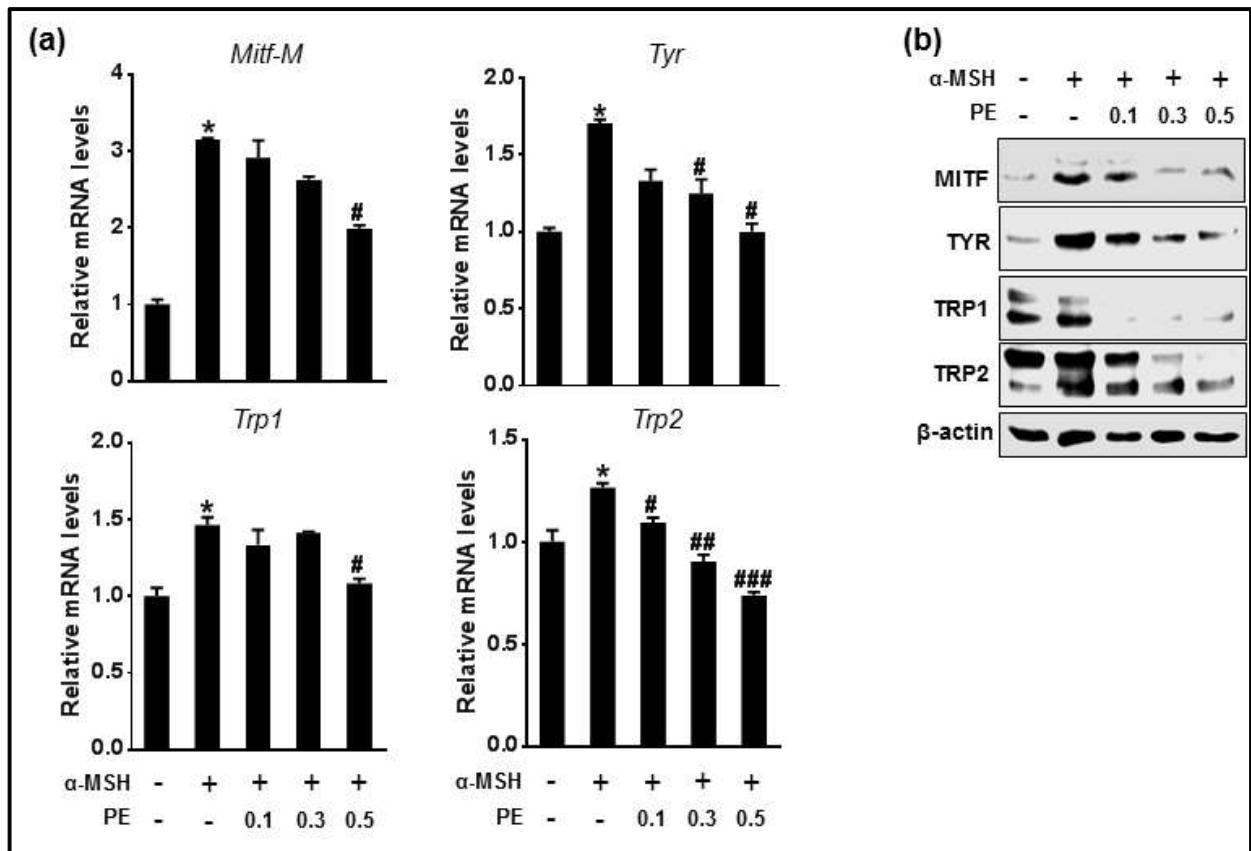 (a)
Mitf-M
Relative mRNA levels
4
3
2
1
0
*
#
Tyr
Relative mRNA levels
2.0
1.5
1.0
0.5
0.0
*
#
#
Trp1
Relative mRNA levels
2.0
1.5
1.0
0.5
0.0
*
#
Trp2
Relative mRNA levels
1.5
1.0
0.5
0.0
*
#
##
###
α-MSH - + + + + - + + + +
PE - - 0.1 0.3 0.5 - - 0.1 0.3 0.5
(b)
α-MSH - + + + +
PE - - 0.1 0.3 0.5
MITF
TYR
TRP1
TRP2
β-actin